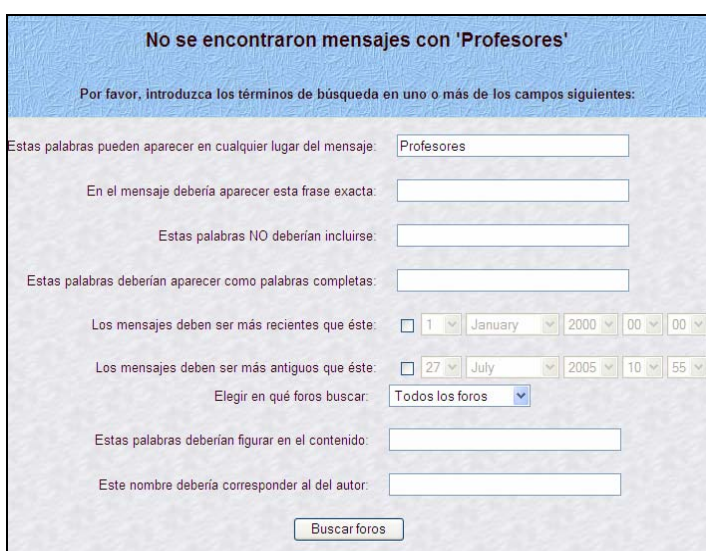 No se encontraron mensajes con 'Profesores'
Por favor, introduzca los términos de búsqueda en uno o más de los campos siguientes:
Estas palabras pueden aparecer en cualquier lugar del mensaje: Profesores
En el mensaje debería aparecer esta frase exacta:
Estas palabras NO deberían incluirse:
Estas palabras deberían aparecer como palabras completas:
Los mensajes deben ser más recientes que éste: 1 January 2000 00 00
Los mensajes deben ser más antiguos que éste: 27 July 2005 10 55
Elegir en qué foros buscar: Todos los foros
Estas palabras deberían figurar en el contenido:
Este nombre debería corresponder al del autor:
Buscar foros